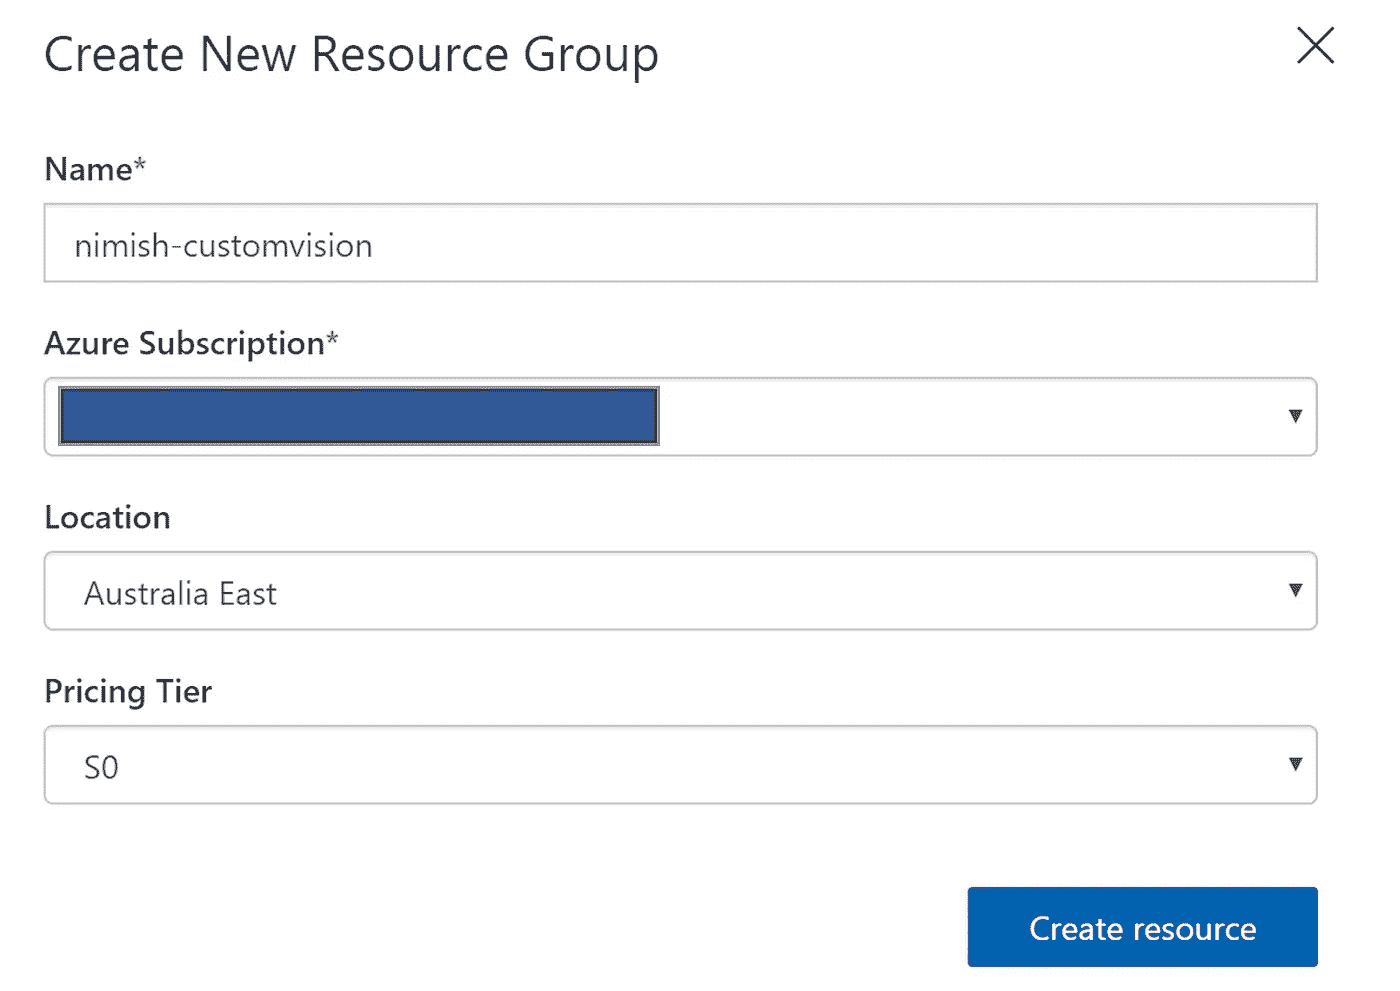 Create New Resource Group
Name*
nimish-customvision
Azure Subscription*
Location
Australia East
Pricing Tier
S0
Create resource